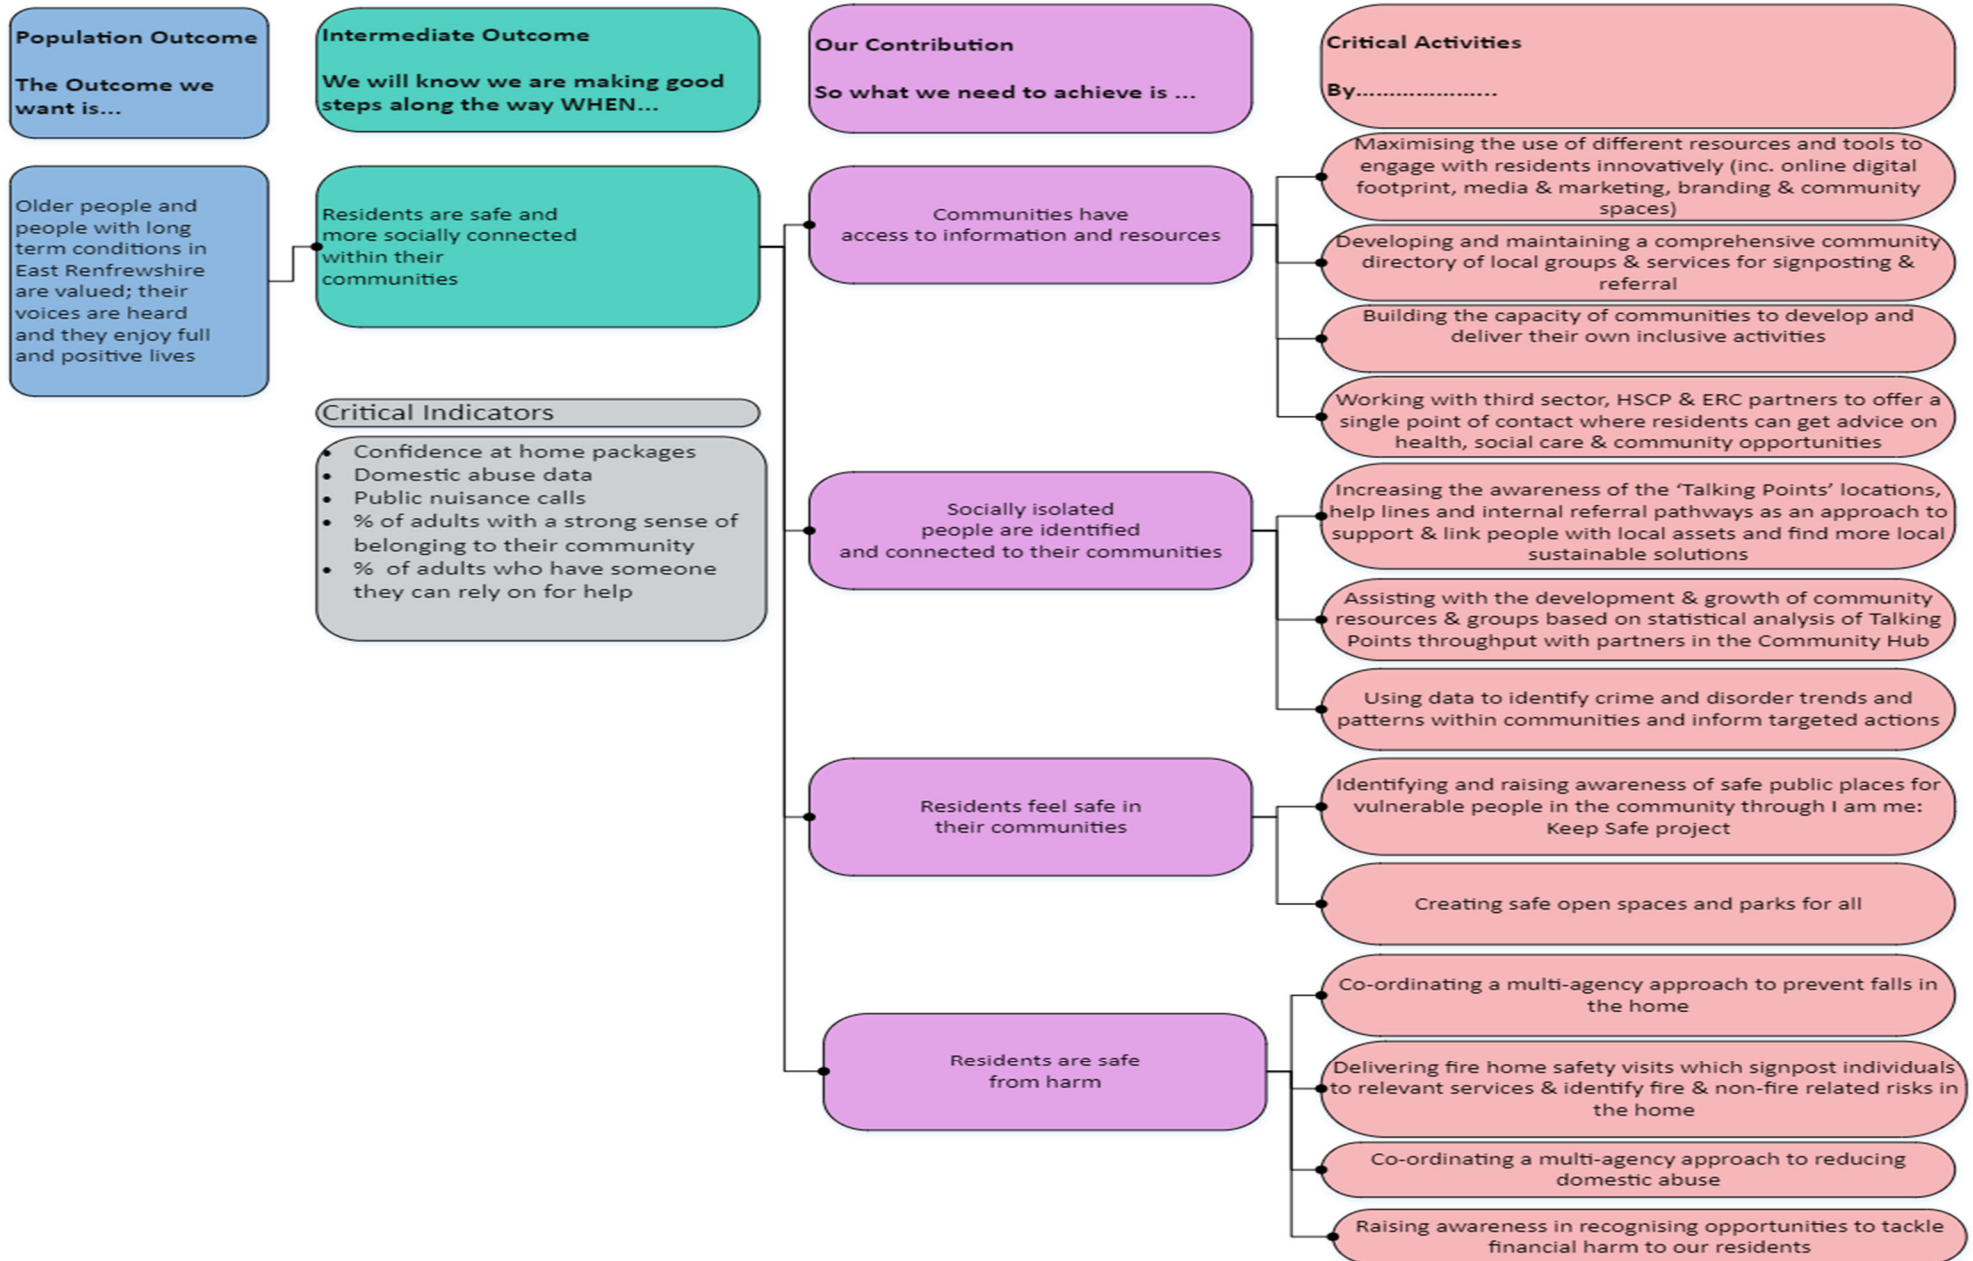 Population Outcome
The Outcome we
want is...
Intermediate Outcome
We will know we are making good
steps along the way WHEN...
Our Contribution
So what we need to achieve is ...
Critical Activities
By....................
Older people and
people with long
term conditions in
East Renfrewshire
are valued; their
voices are heard
and they enjoy full
and positive lives
Residents are safe and
more socially connected
within their
communities
Critical Indicators
• Confidence at home packages
• Domestic abuse data
• Public nuisance calls
• % of adults with a strong sense of
belonging to their community
• % of adults who have someone
they can rely on for help
Communities have
access to information and resources
Maximising the use of different resources and tools to
engage with residents innovatively (inc. online digital
footprint, media & marketing, branding & community
spaces)
Developing and maintaining a comprehensive community
directory of local groups & services for signposting &
referral
Building the capacity of communities to develop and
deliver their own inclusive activities
Working with third sector, HSCP & ERC partners to offer a
single point of contact where residents can get advice on
health, social care & community opportunities
Socially isolated
people are identified
and connected to their communities
Increasing the awareness of the ‘Talking Points’ locations,
help lines and internal referral pathways as an approach to
support & link people with local assets and find more local
sustainable solutions
Assisting with the development & growth of community
resources & groups based on statistical analysis of Talking
Points throughput with partners in the Community Hub
Using data to identify crime and disorder trends and
patterns within communities and inform targeted actions
Residents feel safe in
their communities
Identifying and raising awareness of safe public places for
vulnerable people in the community through I am me:
Keep Safe project
Creating safe open spaces and parks for all
Residents are safe
from harm
Co-ordinating a multi-agency approach to prevent falls in
the home
Delivering fire home safety visits which signpost individuals
to relevant services & identify fire & non-fire related risks in
the home
Co-ordinating a multi-agency approach to reducing
domestic abuse
Raising awareness in recognising opportunities to tackle
financial harm to our residents